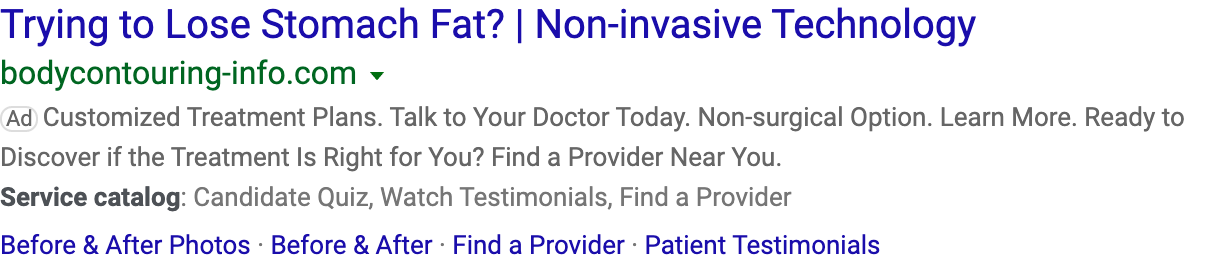 Trying to Lose Stomach Fat? | Non-invasive Technology
bodycontouring-info.com
Ad Customized Treatment Plans. Talk to Your Doctor Today. Non-surgical Option. Learn More. Ready to
Discover if the Treatment Is Right for You? Find a Provider Near You.
Service catalog: Candidate Quiz, Watch Testimonials, Find a Provider
Before & After Photos · Before & After · Find a Provider · Patient Testimonials